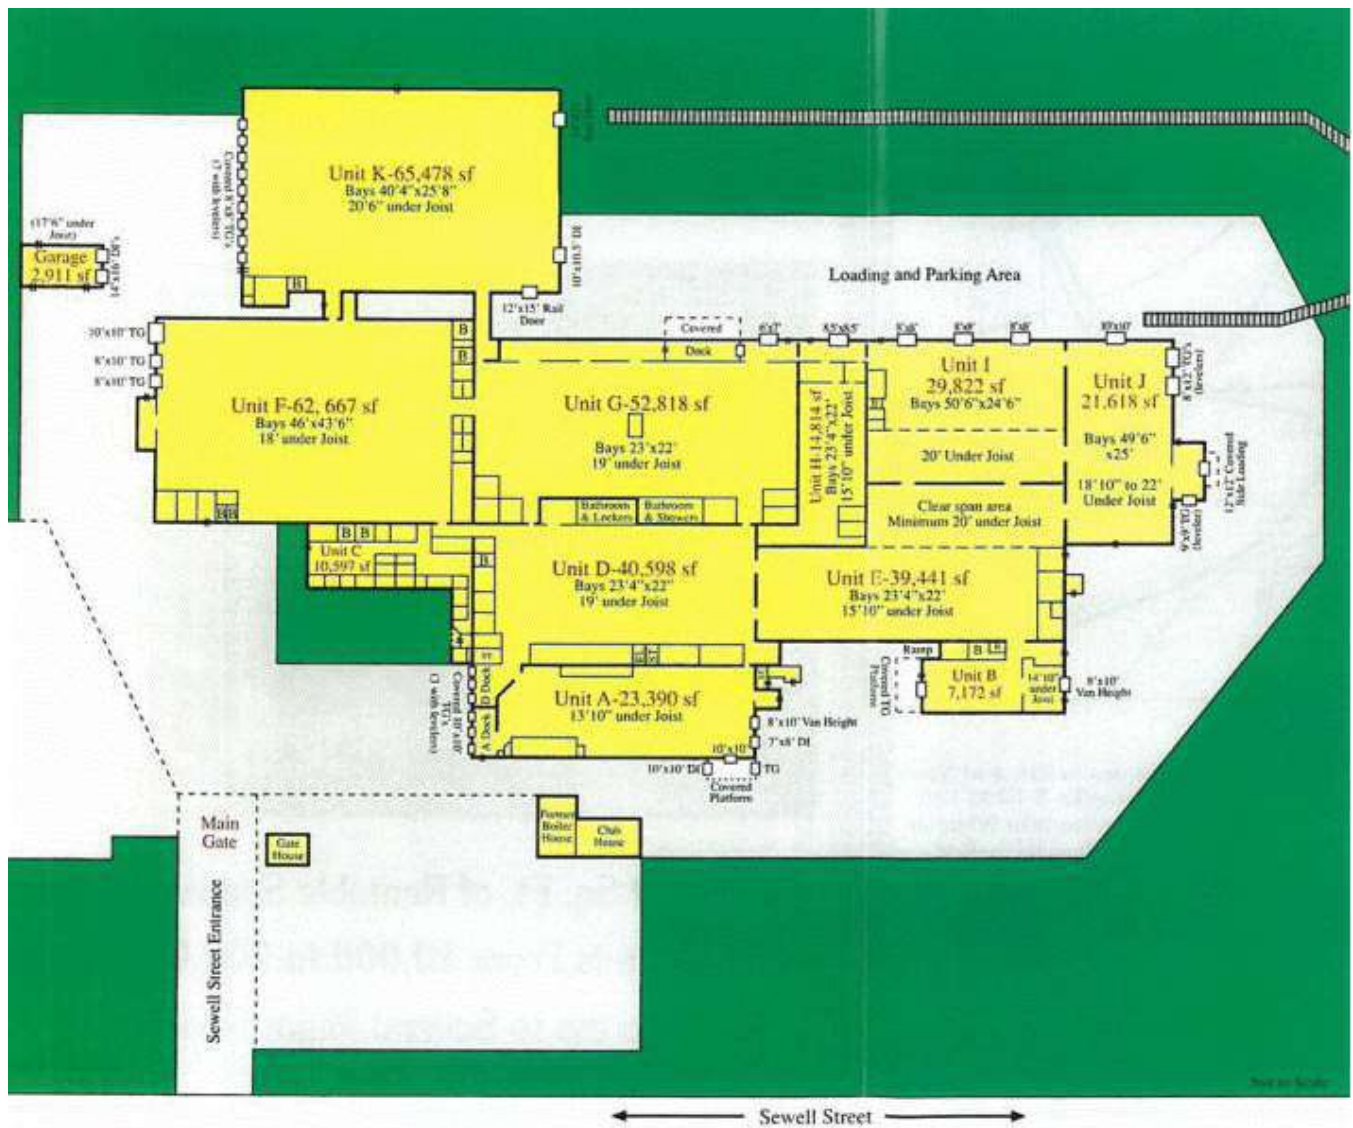 Unit K-65,478 sf
Bays 40'4"x25'8"
20'6" under Joist
Covered 8'x8' TG's
(7 with levelers)
10'x10.5' DI
12'x15' Rail
Door
(17'6" under
Joist)
Garage
2,911 sf
14'x16' DI's
B
Loading and Parking Area
10'x10' TG
8'x10' TG
8'x10' TG
Unit F-62, 667 sf
Bays 46'x43'6"
18' under Joist
B
B
BB
Covered
Dock
6'x7'
8.5'x8.5'
8'x8'
8'x8'
8'x8'
10'x10'
Unit G-52,818 sf
Bays 23'x22'
19' under Joist
Bathroom
& Lockers
Bathroom
& Showers
Unit H-14,814 sf
Bays 23'4"x22'
15'10" under Joist
Unit I
29,822 sf
Bays 50'6"x24'6"
20' Under Joist
Clear span area
Minimum 20' under Joist
Unit J
21,618 sf
Bays 49'6"
x25'
18'10" to 22'
Under Joist
8'x12' TG's
(levelers)
12'x12' Covered
Side Loading
(leveler)
B B
Unit C
10,597 sf
B
Unit D-40,598 sf
Bays 23'4"x22'
19' under Joist
Unit E-39,441 sf
Bays 23'4"x22'
15'10" under Joist
Ramp
B
Covered TG
Platform
Unit B
7,172 sf
14'10"
under
Joist
8'x10'
Van Height
D Dock
A Dock
Covered 10'x10'
TG's
(3 with levelers)
Unit A-23,390 sf
13'10" under Joist
8'x10' Van Height
7'x8' DI
10'x10'
10'x10' DI
TG
Covered
Platform
Main
Gate
Gate
House
Former
Boiler
House
Club
House
Sewell Street Entrance
Not to Scale
Sewell Street